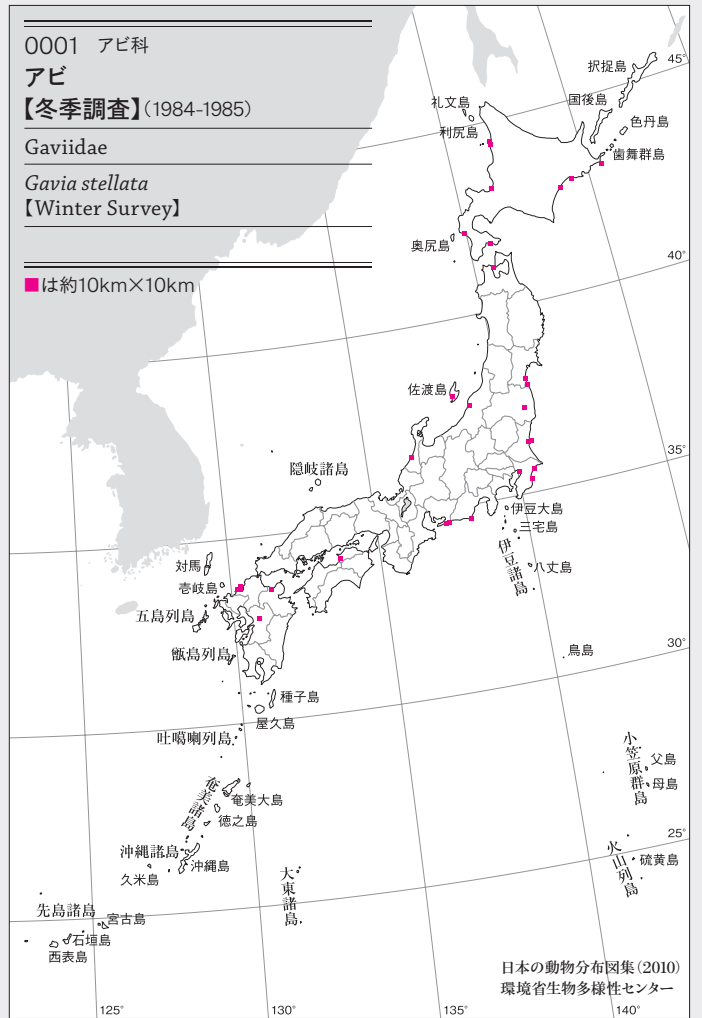 0001 アビ科
アビ
【冬季調査】(1984-1985)
Gaviidae
Gavia stellata
【Winter Survey】
■は約10km×10km
45°
択捉島
国後島
礼文島
色丹島
利尻島
歯舞群島
奥尻島
40°
佐渡島
35°
隠岐諸島
伊豆大島
三宅島
伊豆諸島
八丈島
対馬
壱岐島
五島列島
甑島列島
鳥島
30°
種子島
屋久島
吐噶喇列島
小笠原群島
父島
母島
奄美諸島
奄美大島
徳之島
25°
沖縄諸島
沖縄島
久米島
火山列島
硫黄島
大東諸島
先島諸島
宮古島
石垣島
西表島
日本の動物分布図集(2010)
環境省生物多様性センター
125°
130°
135°
140°